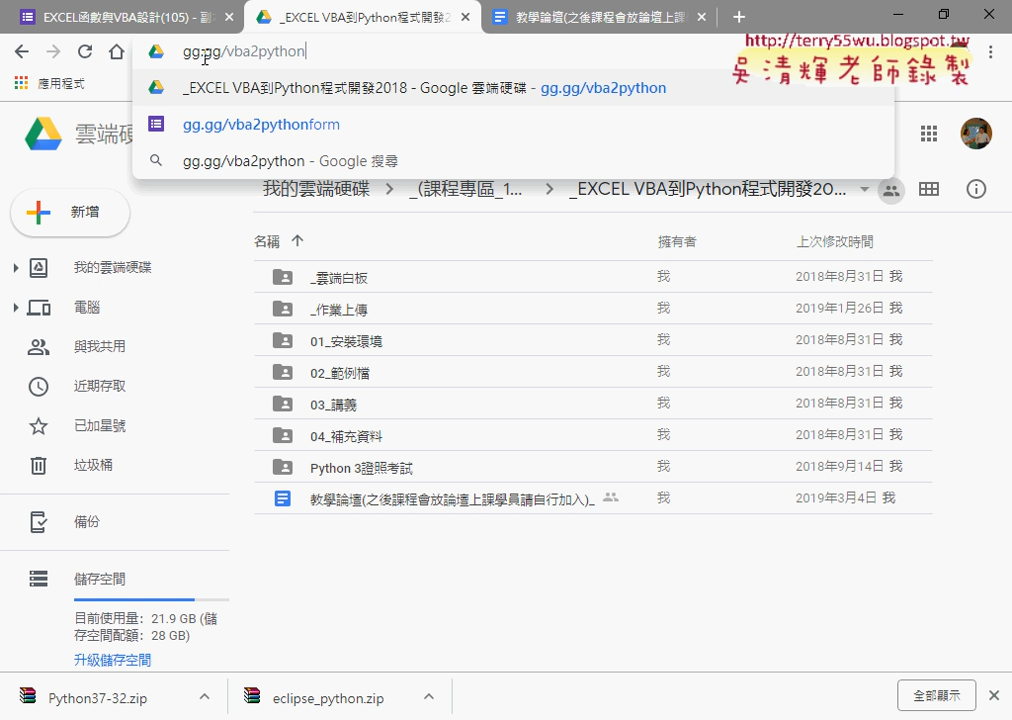 EXCEL函數與VBA設計(105) - 副
_EXCEL VBA到Python程式開發2
教學論壇(之後課程會放論壇上課
gg.gg/vba2python
http://terry55wu.blogspot.tw
吳清輝老師錄製
應用程式
_EXCEL VBA到Python程式開發2018 - Google 雲端硬碟 - gg.gg/vba2python
gg.gg/vba2pythonform
gg.gg/vba2python - Google 搜尋
雲端硬
新增
我的雲端硬碟
_(課程專區_1...
_EXCEL VBA到Python程式開發20...
名稱
擁有者
上次修改時間
我的雲端硬碟
電腦
與我共用
近期存取
已加星號
垃圾桶
備份
儲存空間
目前使用量: 21.9 GB (儲
存空間配額: 28 GB)
升級儲存空間
_雲端白板 我 2018年8月31日 我
_作業上傳 我 2019年1月26日 我
01_安裝環境 我 2018年8月31日 我
02_範例檔 我 2018年8月31日 我
03_講義 我 2018年8月31日 我
04_補充資料 我 2018年8月31日 我
Python 3證照考試 我 2018年9月14日 我
教學論壇(之後課程會放論壇上課學員請自行加入)_ 我 2019年3月4日 我
Python37-32.zip
eclipse_python.zip
全部顯示